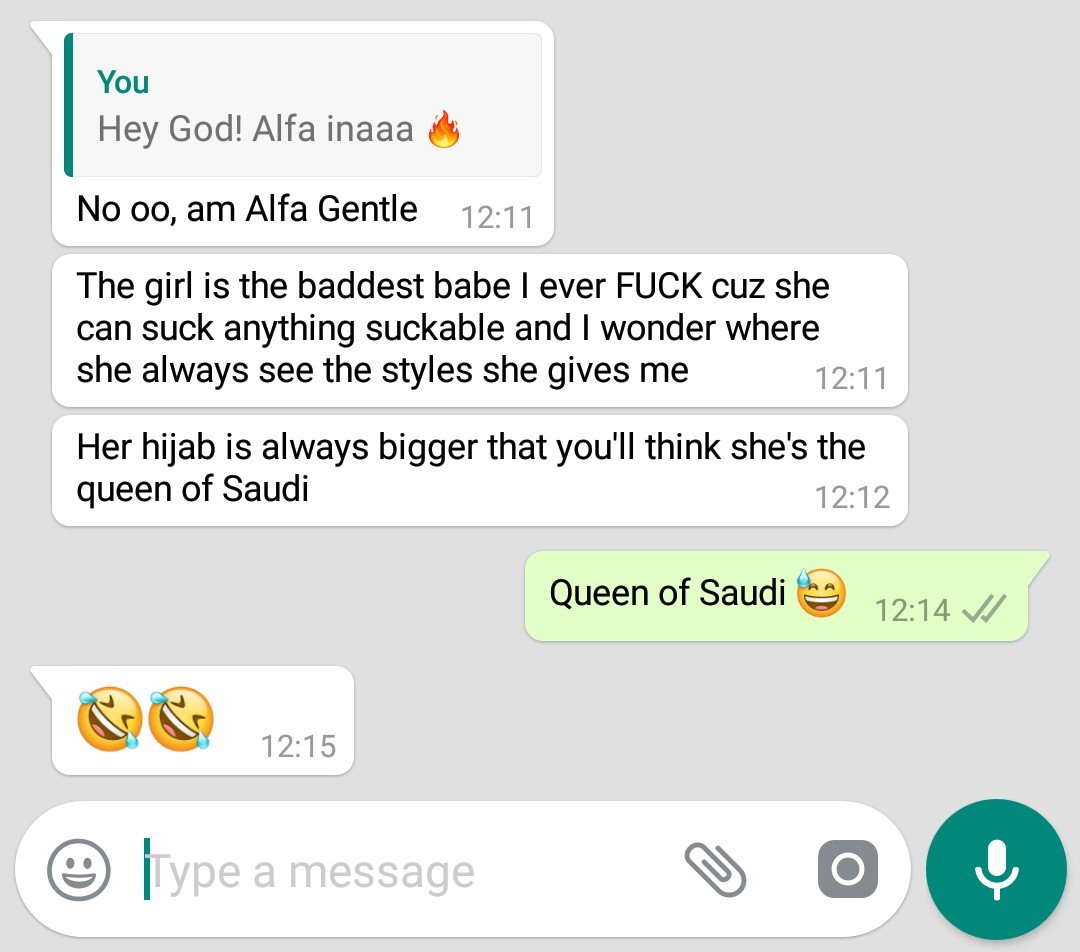 You
Hey God! Alfa inaaa 🔥
No oo, am Alfa Gentle 12:11
The girl is the baddest babe I ever FUCK cuz she
can suck anything suckable and I wonder where
she always see the styles she gives me 12:11
Her hijab is always bigger that you'll think she's the
queen of Saudi 12:12
Queen of Saudi 😅 12:14
🤣🤣 12:15
Type a message